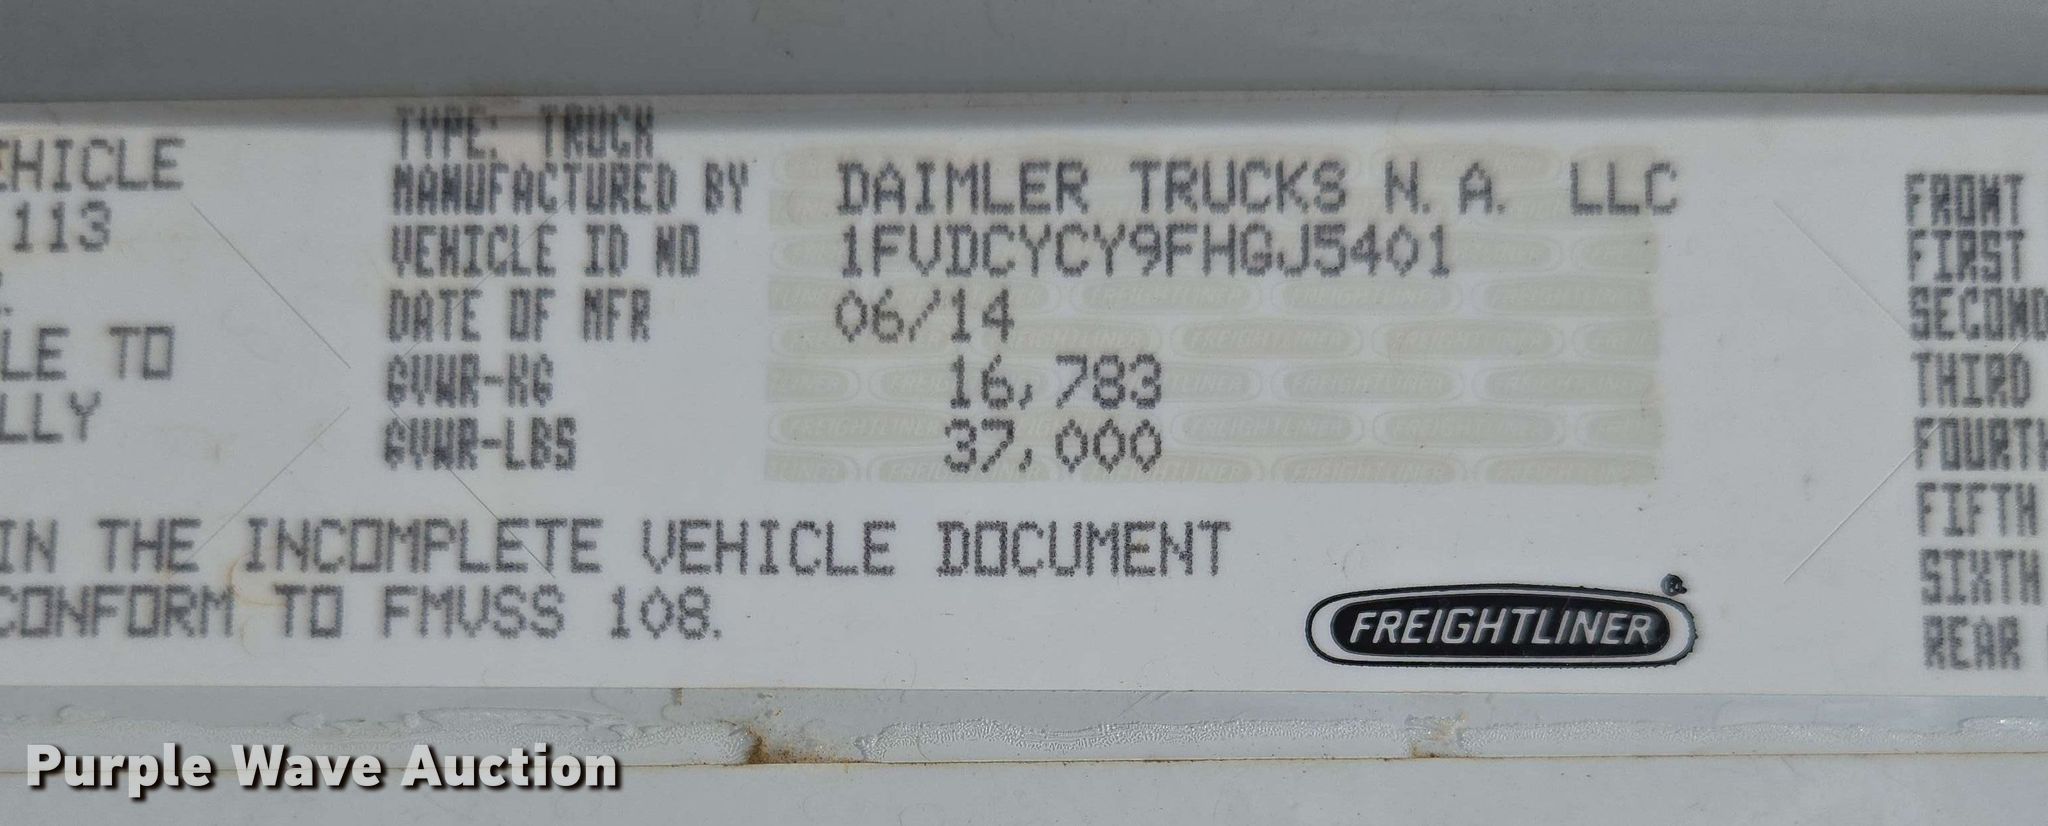 TYPE: TRUCK
MANUFACTURED BY DAIMLER TRUCKS N. A. LLC
VEHICLE ID NO 1FVDCYCY9FHGJ5401
DATE OF MFR 06/14
GVWR-KG 16,783
GVWR-LBS 37,000
EHICLE
113
LE TO
LLY
IN THE INCOMPLETE VEHICLE DOCUMENT
CONFORM TO FMVSS 108.
FREIGHTLINER
FRONT
FIRST
SECOND
THIRD
FOURTH
FIFTH
SIXTH
REAR
Purple Wave Auction